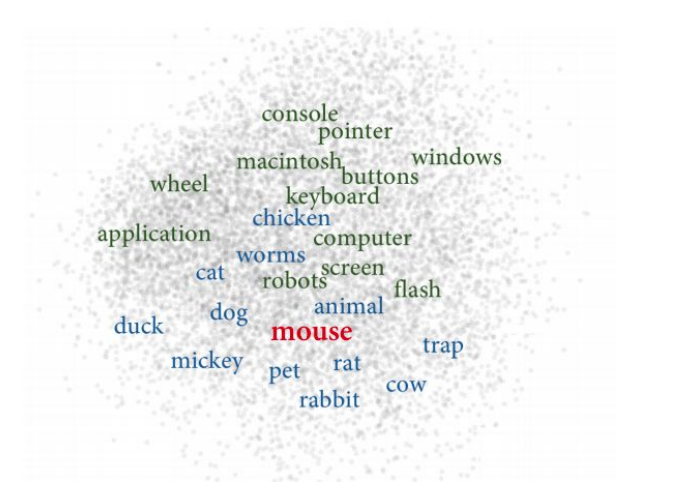 console
pointer
macintosh
windows
buttons
wheel
keyboard
chicken
application
computer
worms
cat
screen
robots
flash
animal
dog
duck
mouse
trap
mickey
rat
pet
cow
rabbit